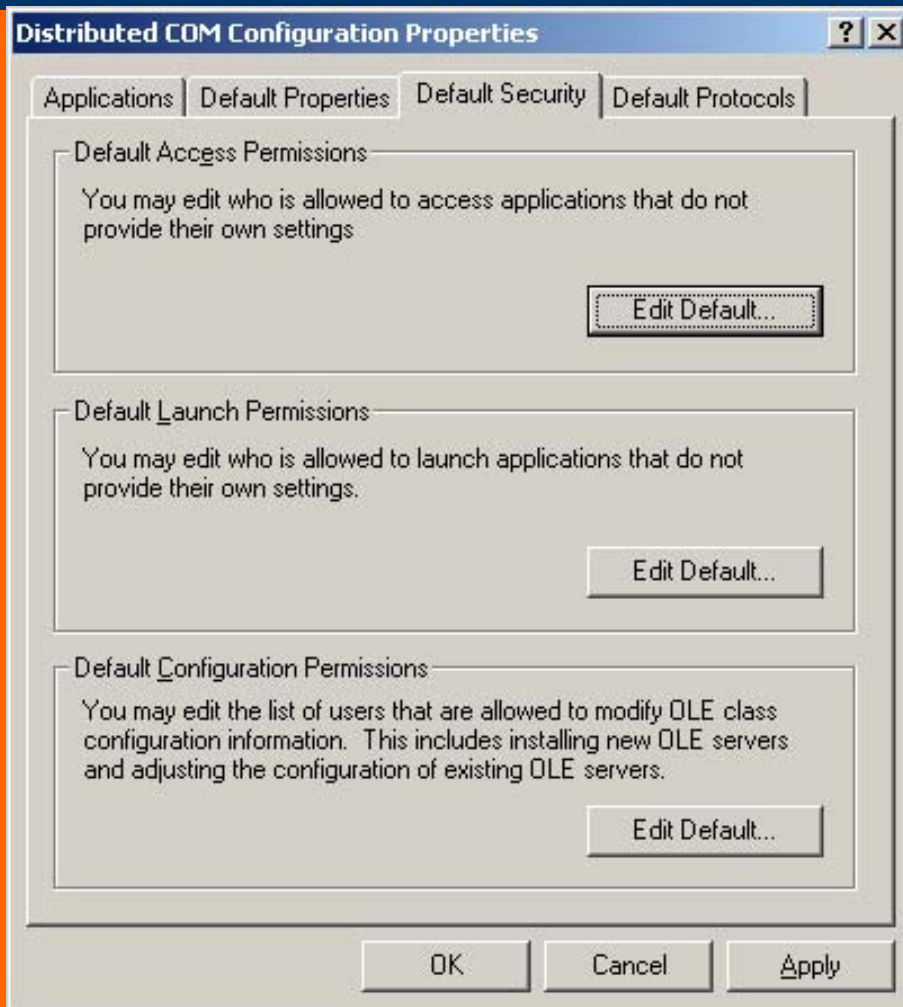 Distributed COM Configuration Properties
Applications
Default Properties
Default Security
Default Protocols
Default Access Permissions
You may edit who is allowed to access applications that do not
provide their own settings
Edit Default...
Default Launch Permissions
You may edit who is allowed to launch applications that do not
provide their own settings.
Edit Default...
Default Configuration Permissions
You may edit the list of users that are allowed to modify OLE class
configuration information.  This includes installing new OLE servers
and adjusting the configuration of existing OLE servers.
Edit Default...
OK
Cancel
Apply